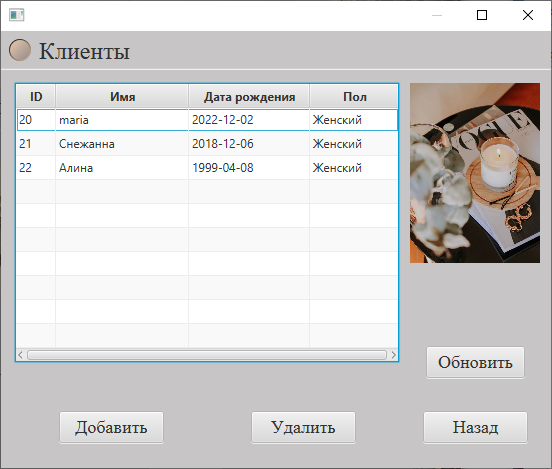 Клиенты
ID Имя Дата рождения Пол
20 maria 2022-12-02 Женский
21 Снежанна 2018-12-06 Женский
22 Алина 1999-04-08 Женский
VOGUE
Обновить
Добавить Удалить Назад